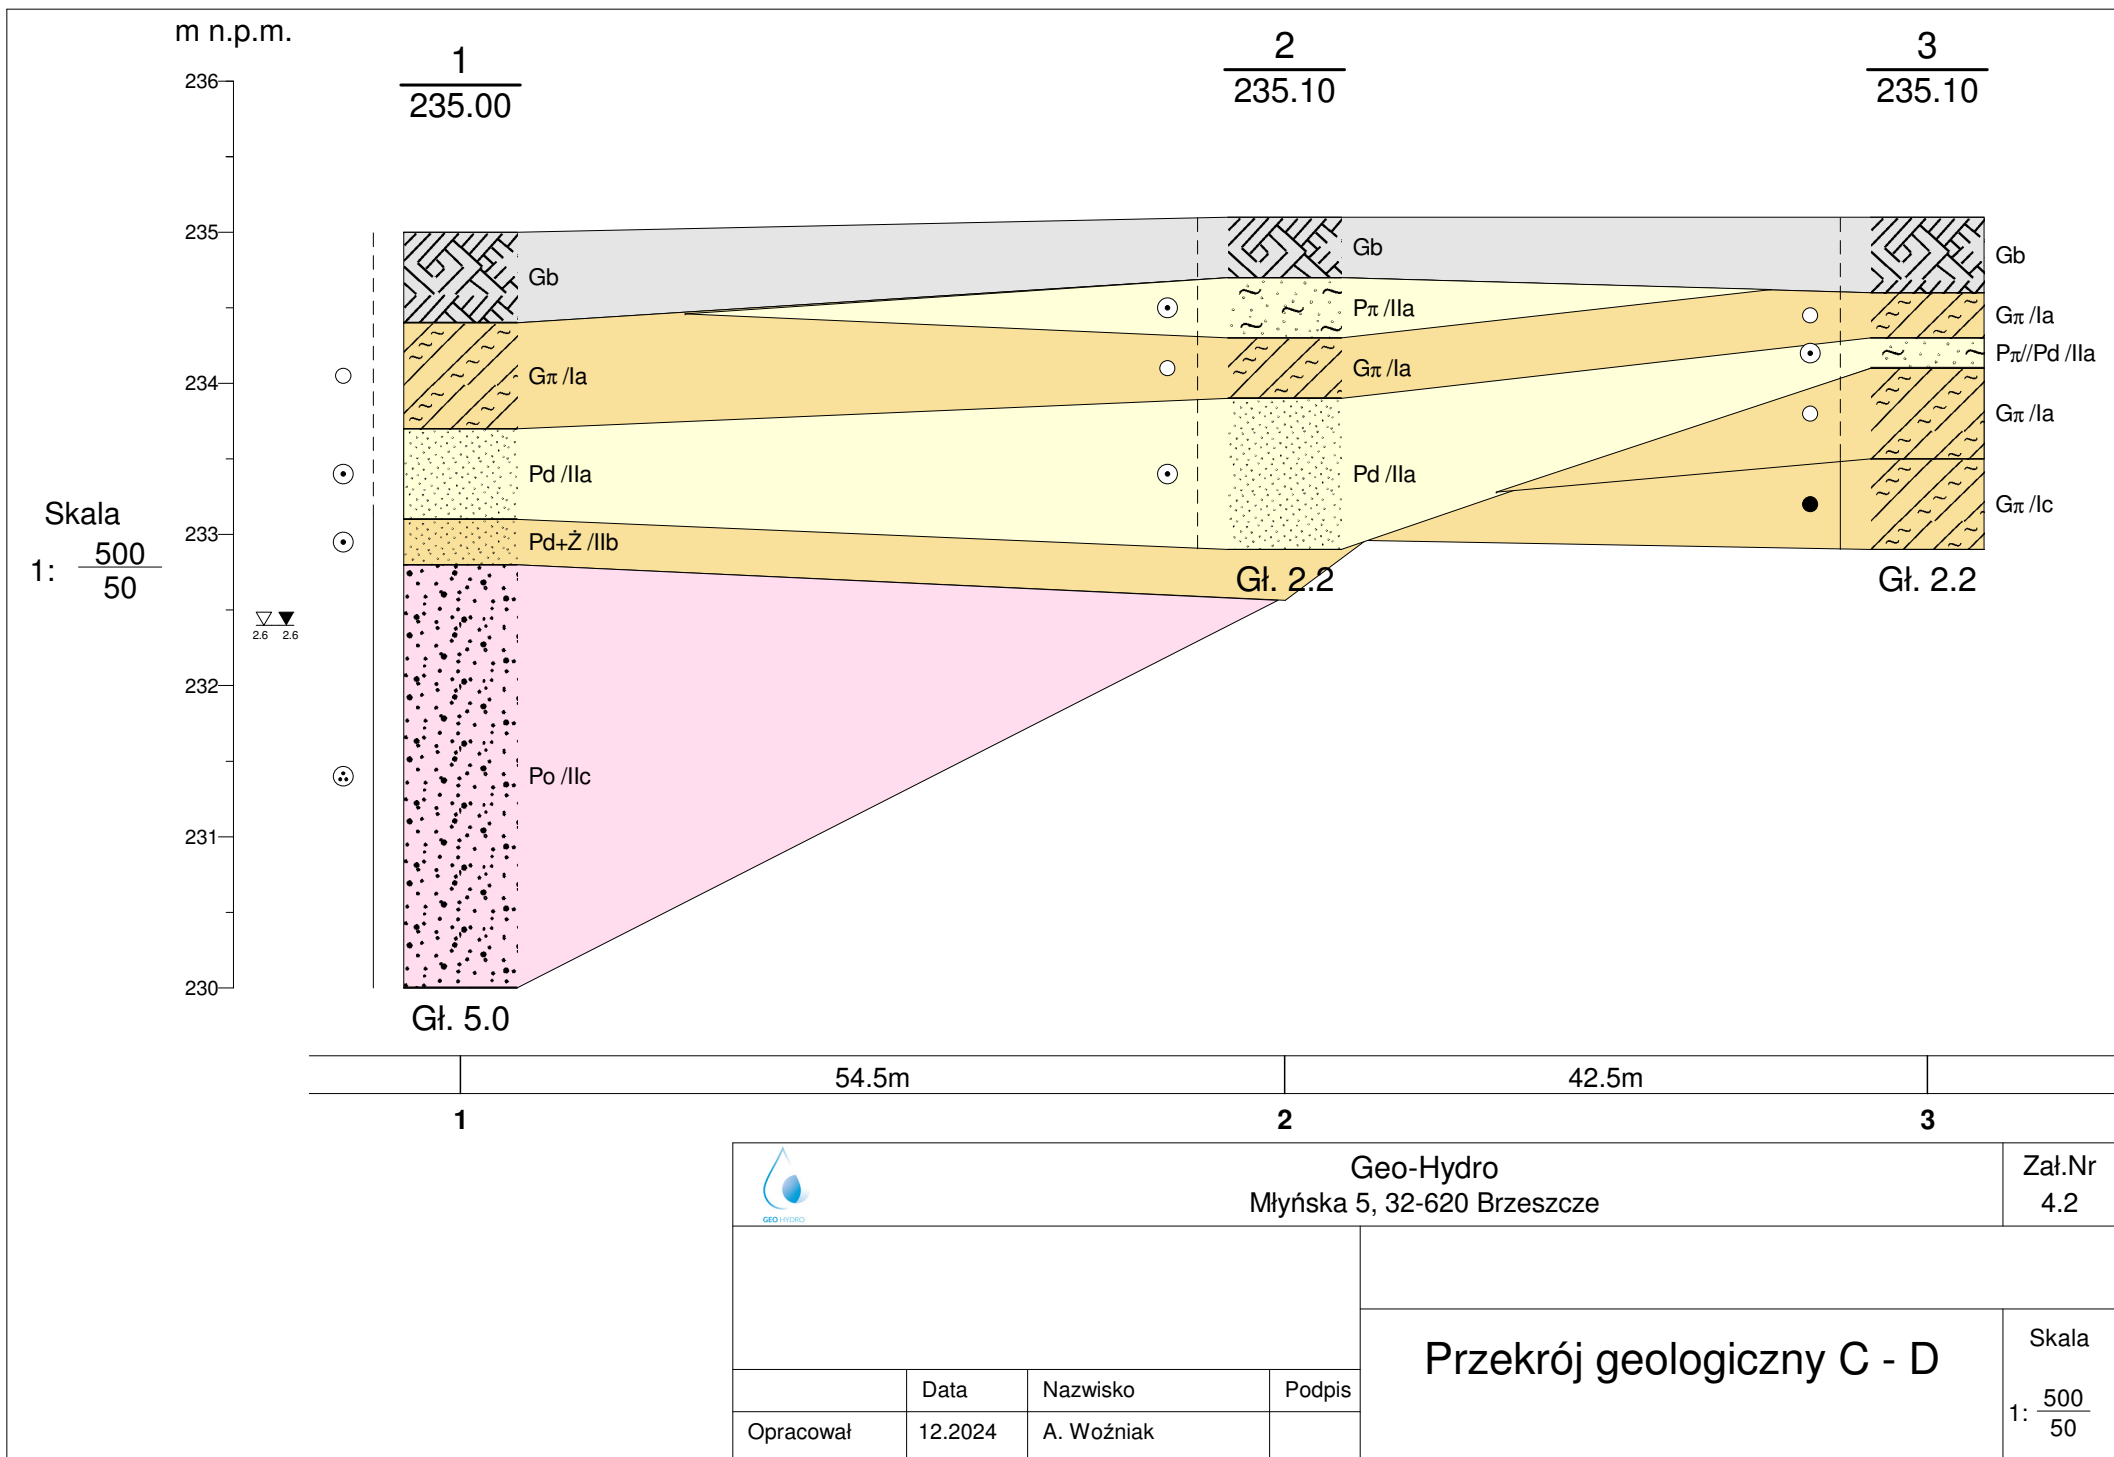 m n.p.m.
1
235.00
2
235.10
3
235.10
236
235
234
233
232
231
230
Skala
1: 500
50
2.6 2.6
Gb
Gπ /Ia
Pd /IIa
Pd+Ż /IIb
Po /IIc
Gł. 5.0
Gb
Pπ /IIa
Gπ /Ia
Pd /IIa
Gł. 2.2
Gb
Gπ /Ia
Pπ//Pd /IIa
Gπ /Ia
Gπ /Ic
Gł. 2.2
54.5m 42.5m
1 2 3
GEO HYDRO
Geo-Hydro
Młyńska 5, 32-620 Brzeszcze
Zał.Nr
4.2
Przekrój geologiczny C - D
Skala
1: 500
50
Data Nazwisko Podpis
Opracował 12.2024 A. Woźniak